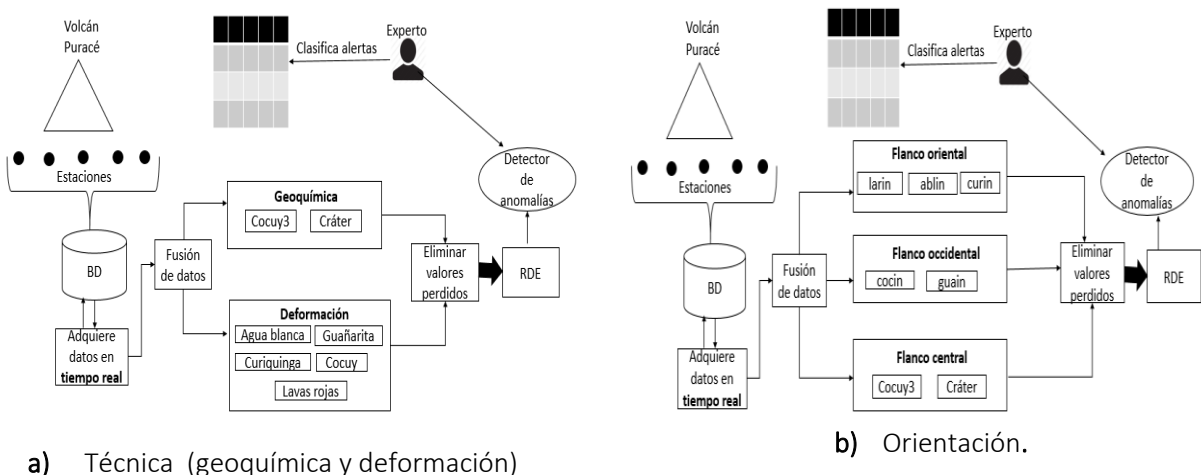 Volcán
Puracé
Clasifica alertas
Experto
Estaciones
BD
Adquiere
datos en
tiempo real
Fusión
de datos
Geoquímica
Cocuy3
Cráter
Deformación
Agua blanca
Guañarita
Curiquinga
Cocuy
Lavas rojas
Eliminar
valores
perdidos
RDE
Detector
de
anomalías
a) Técnica (geoquímica y deformación)
Volcán
Puracé
Clasifica alertas
Experto
Estaciones
BD
Adquiere
datos en
tiempo real
Fusión
de datos
Flanco oriental
larin
ablin
curin
Flanco occidental
cocin
guain
Flanco central
Cocuy3
Cráter
Eliminar
valores
perdidos
RDE
Detector
de
anomalías
b) Orientación.